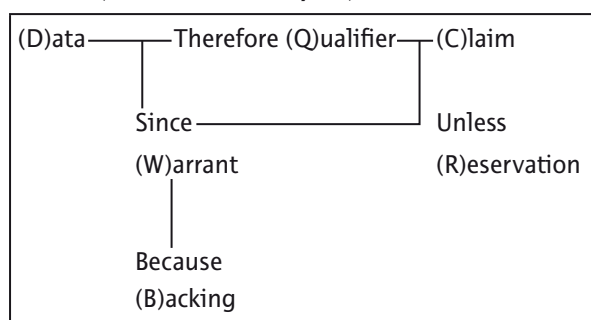 (D)ata Therefore (Q)ualifier (C)laim
Since Unless
(W)arrant (R)eservation
Because
(B)acking